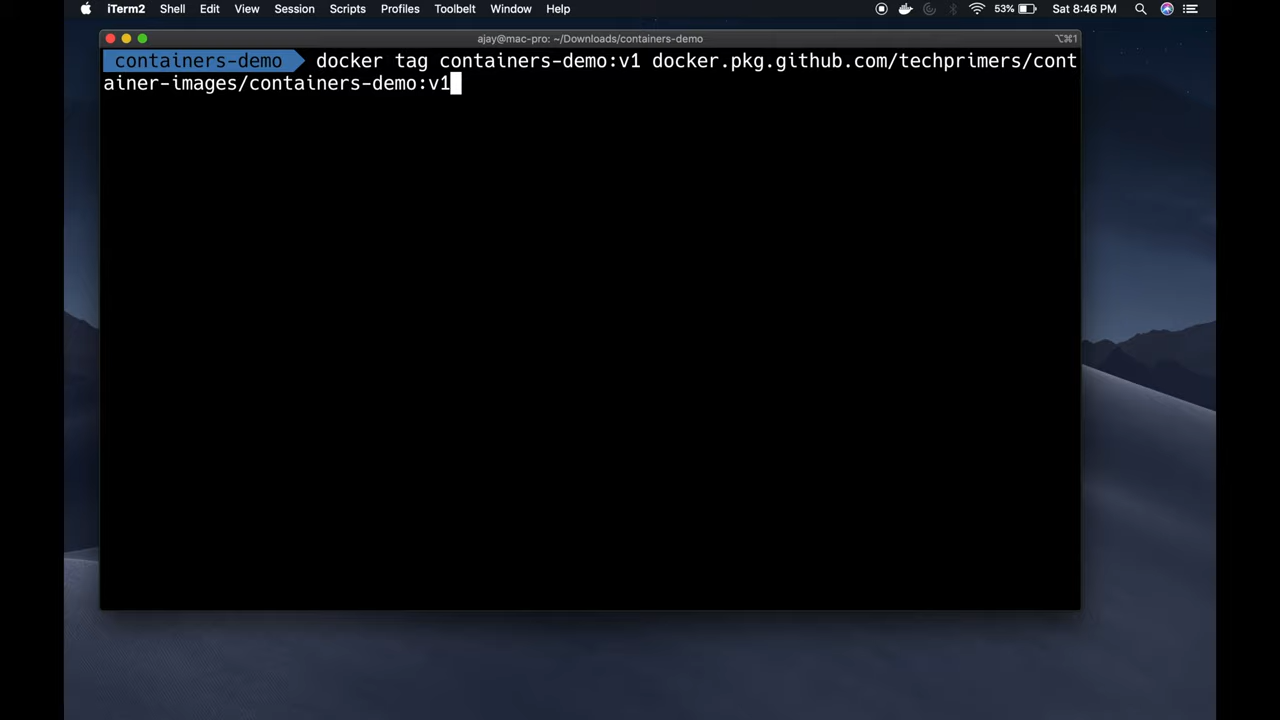 iTerm2 Shell Edit View Session Scripts Profiles Toolbelt Window Help 53% Sat 8:46 PM
ajay@mac-pro: ~/Downloads/containers-demo ⌥⌘1
containers-demo docker tag containers-demo:v1 docker.pkg.github.com/techprimers/cont
ainer-images/containers-demo:v1